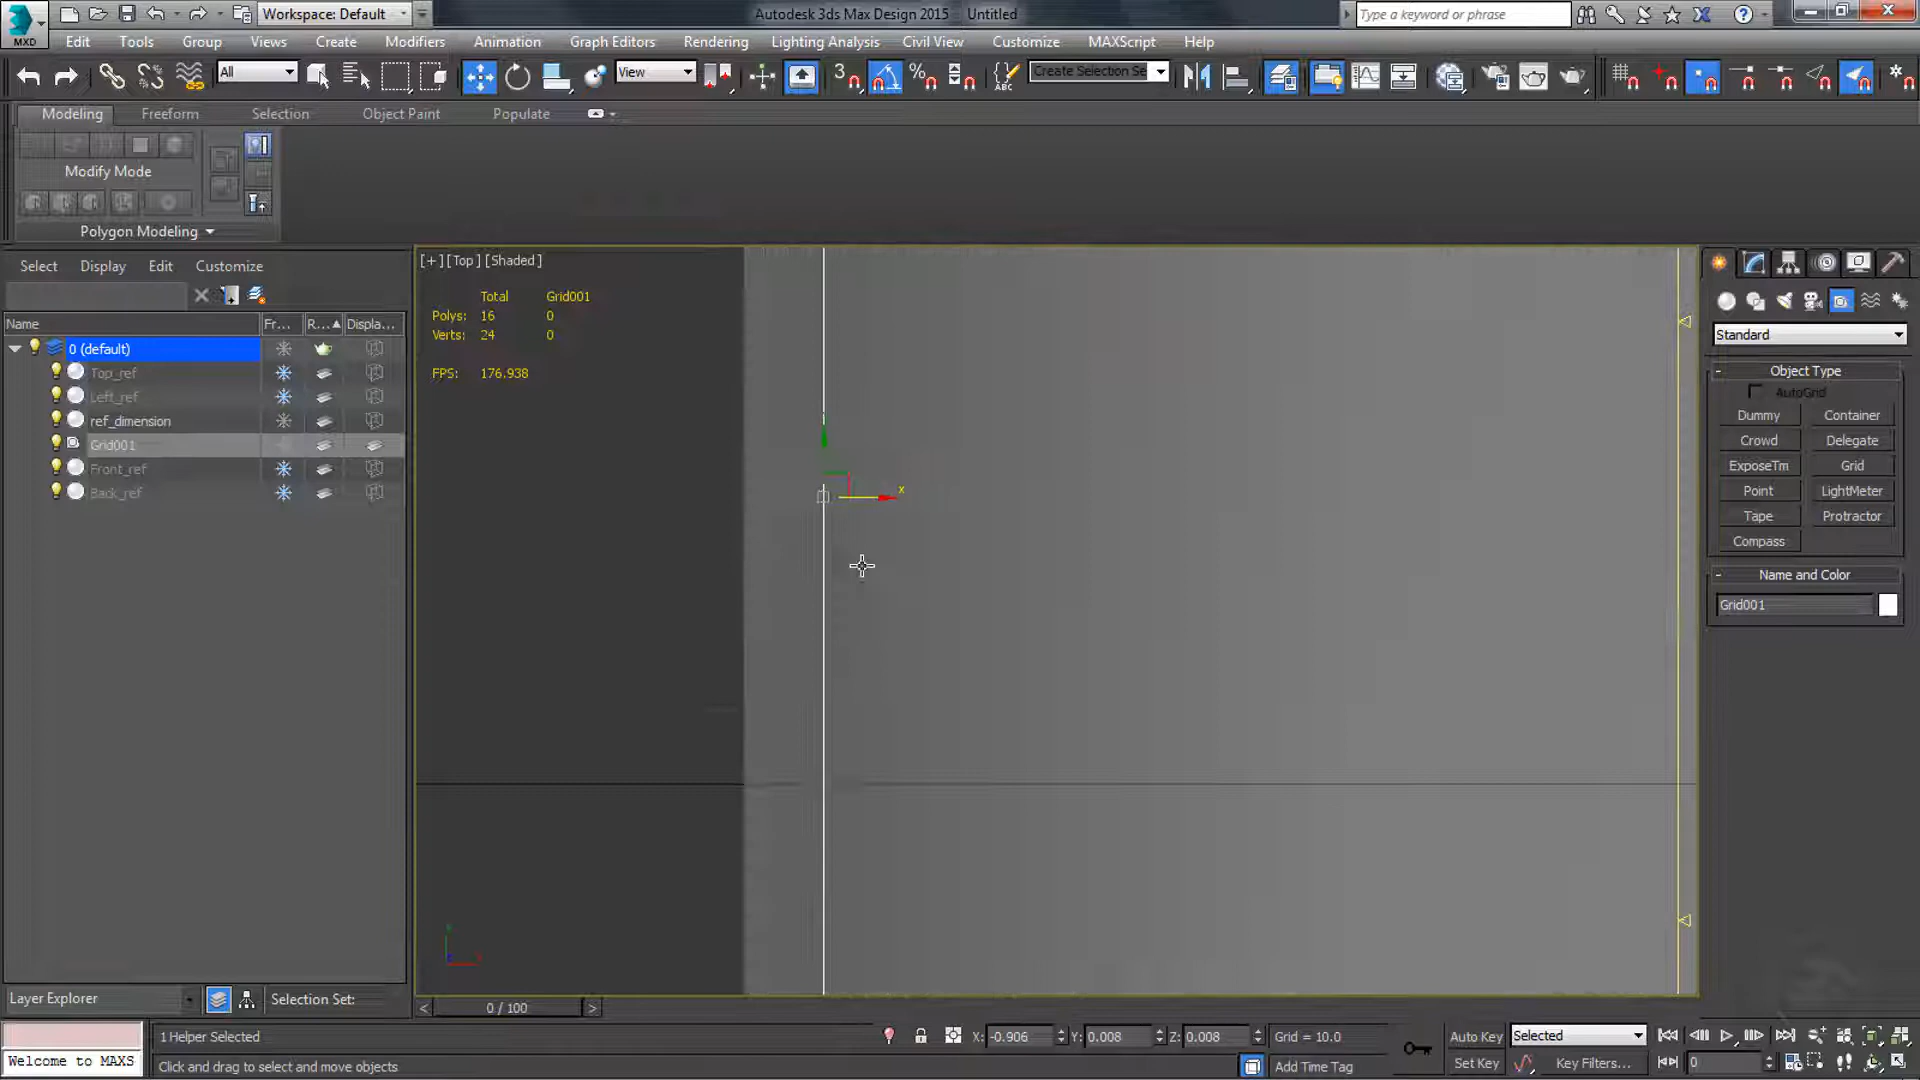 Workspace: Default
Autodesk 3ds Max Design 2015 Untitled
Type a keyword or phrase
MXD
Edit Tools Group Views Create Modifiers Animation Graph Editors Rendering Lighting Analysis Civil View Customize MAXScript Help
All
View
3
%
ABC
Create Selection Se
Modeling Freeform Selection Object Paint Populate
Modify Mode
Polygon Modeling
Select Display Edit Customize
Name Fr... R... Displa...
0 (default)
Top_ref
Left_ref
ref_dimension
Grid001
Front_ref
Back_ref
Layer Explorer
Selection Set:
[+] [Top] [Shaded]
Total Grid001
Polys: 16 0
Verts: 24 0
FPS: 176.938
x
Standard
- Object Type
AutoGrid
Dummy Container
Crowd Delegate
ExposeTm Grid
Point LightMeter
Tape Protractor
Compass
- Name and Color
Grid001
< 0 / 100 >
1 Helper Selected
X: -0.906 Y: 0.008 Z: 0.008 Grid = 10.0
Auto Key Selected
Welcome to MAXS
Click and drag to select and move objects
Add Time Tag
Set Key Key Filters... 0